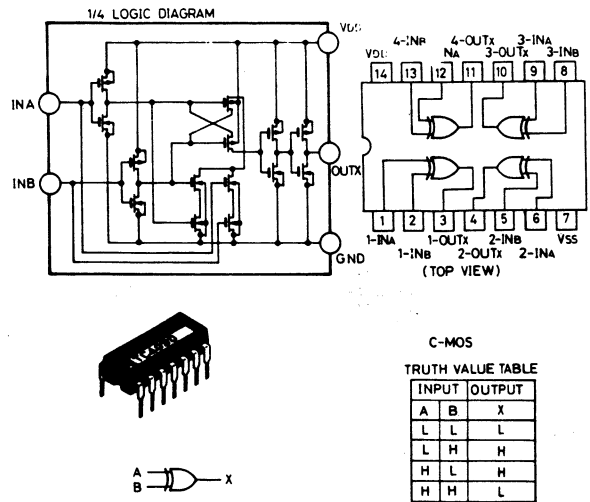 1/4 LOGIC DIAGRAM
INA
INB
OUTX
GND
4-INB 4-OUTX 3-INA
NA 3-OUTX 3-INB
14 13 12 11 10 9 8
1 2 3 4 5 6 7
1-INA 1-OUTX 2-INB VSS
1-INB 2-OUTX 2-INA
(TOP VIEW)
C-MOS
TRUTH VALUE TABLE
INPUT OUTPUT
A B X
L L L
L H H
H L H
H H L
A
B
X